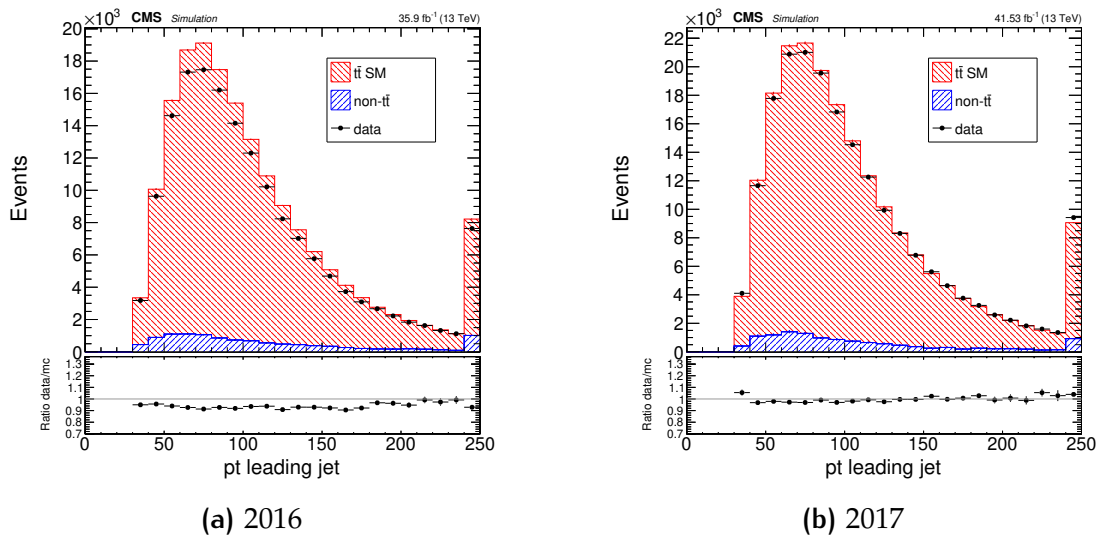 ×10³ CMS Simulation 35.9 fb⁻¹ (13 TeV)
20
18
16
14
12
10
8
6
4
2
0
Events
tt̄ SM
non-tt̄
data
1.3
1.2
1.1
1
0.9
0.8
0.7
Ratio data/mc
0 50 100 150 200 250
pt leading jet
(a) 2016
×10³ CMS Simulation 41.53 fb⁻¹ (13 TeV)
22
20
18
16
14
12
10
8
6
4
2
0
Events
tt̄ SM
non-tt̄
data
1.3
1.2
1.1
1
0.9
0.8
0.7
Ratio data/mc
0 50 100 150 200 250
pt leading jet
(b) 2017